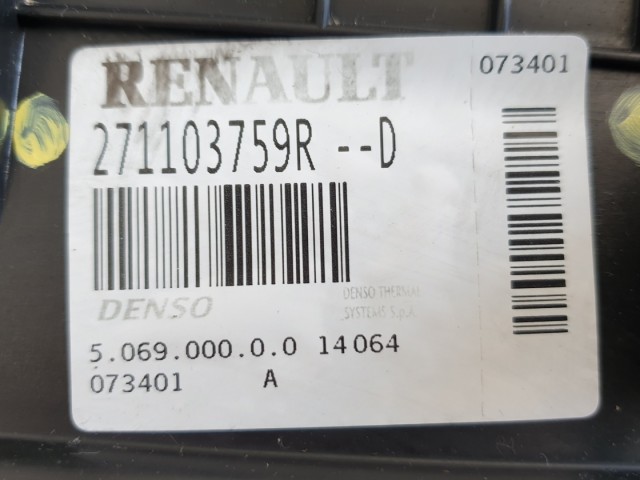 RENAULT
073401
271103759R --D
DENSO
DENSO THERMAL
SYSTEMS S.p.A
5.069.000.0.0 14064
073401 A